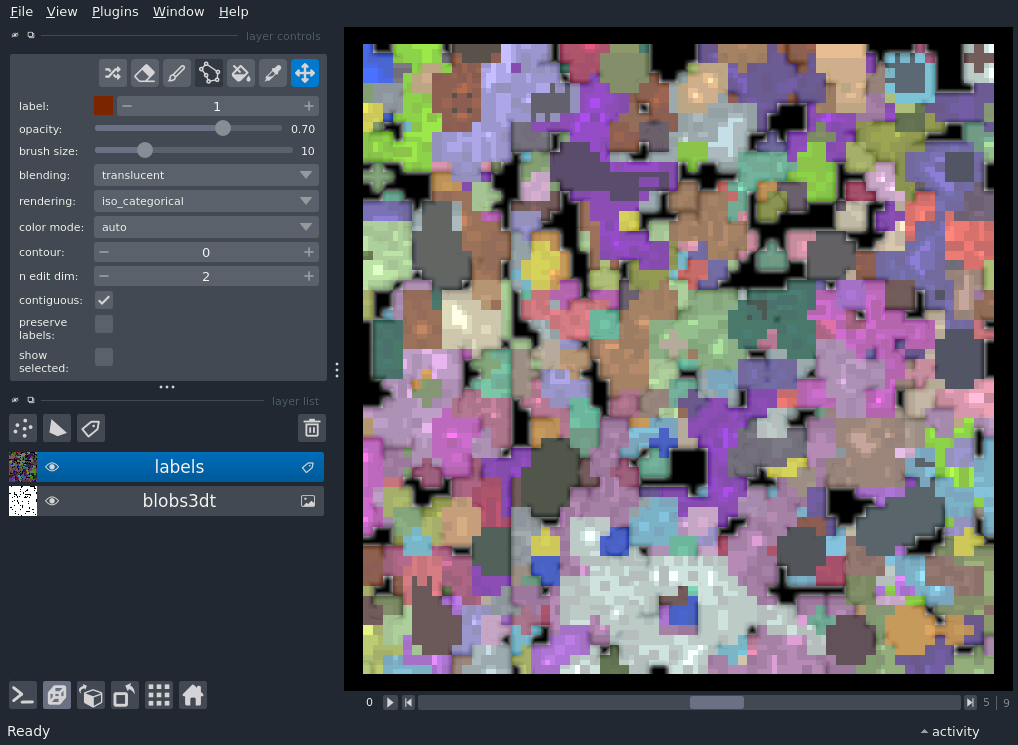 File View Plugins Window Help
layer controls
label: 1
opacity: 0.70
brush size: 10
blending: translucent
rendering: iso_categorical
color mode: auto
contour: 0
n edit dim: 2
contiguous:
preserve
labels:
show
selected:
layer list
labels
blobs3dt
0 5 9
Ready activity